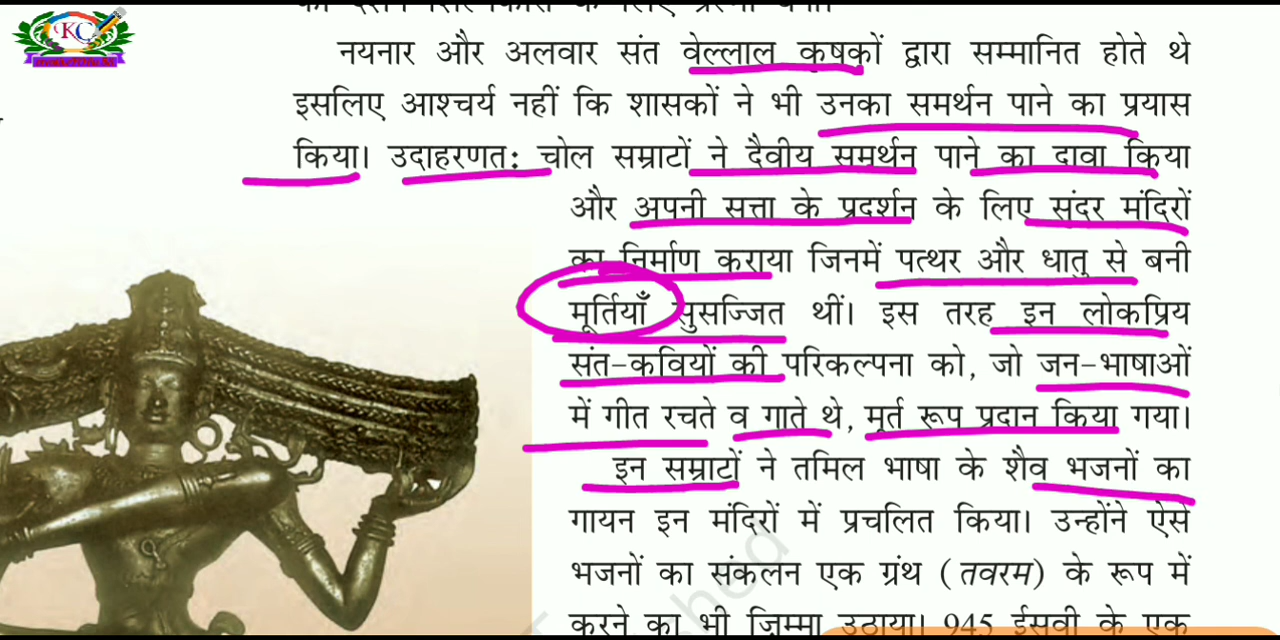 KC
नयनार और अलवार संत वेल्लाल कृषकों द्वारा सम्मानित होते थे
इसलिए आश्चर्य नहीं कि शासकों ने भी उनका समर्थन पाने का प्रयास
किया। उदाहरणत: चोल सम्राटों ने दैवीय समर्थन पाने का दावा किया
और अपनी सत्ता के प्रदर्शन के लिए सुंदर मंदिरों
का निर्माण कराया जिनमें पत्थर और धातु से बनी
मूर्तियाँ सुसज्जित थीं। इस तरह इन लोकप्रिय
संत-कवियों की परिकल्पना को, जो जन-भाषाओं
में गीत रचते व गाते थे, मूर्त रूप प्रदान किया गया।
इन सम्राटों ने तमिल भाषा के शैव भजनों का
गायन इन मंदिरों में प्रचलित किया। उन्होंने ऐसे
भजनों का संकलन एक ग्रंथ (तवरम) के रूप में
करने का भी ज़िम्मा उठाया। 945 ईसवी के एक